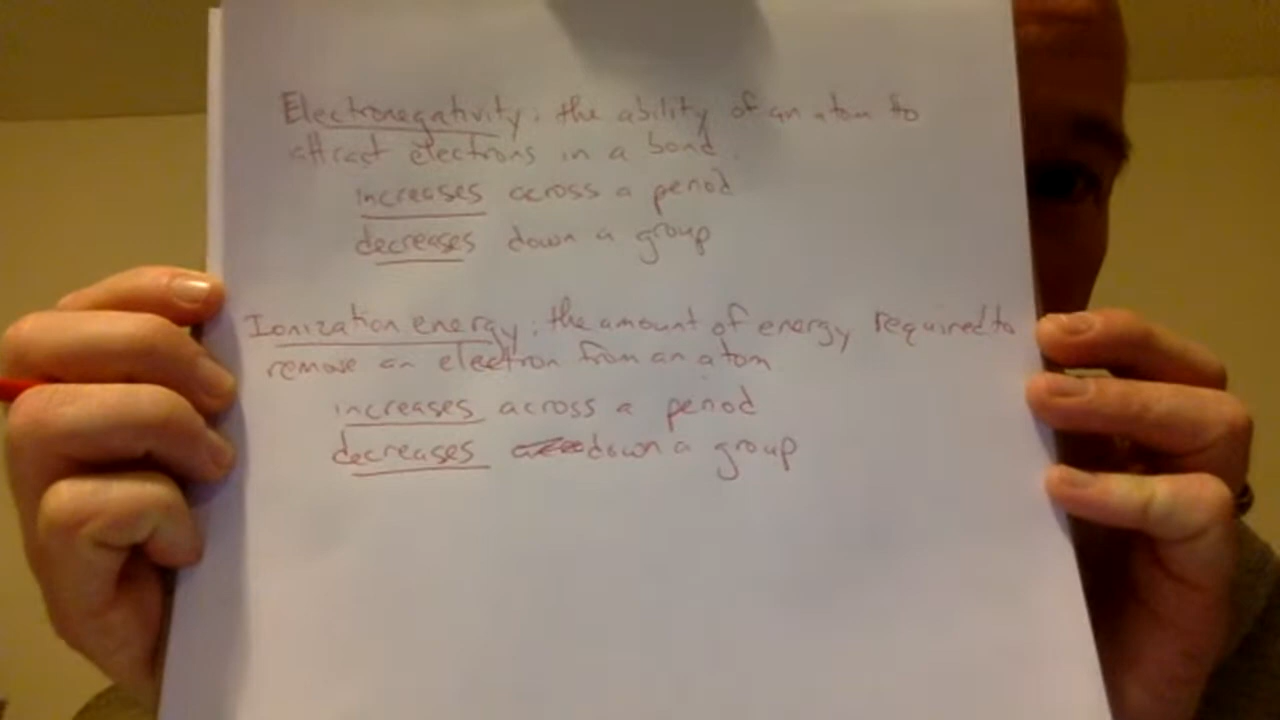 Electronegativity: the ability of an atom to
attract electrons in a bond.
increases across a period
decreases down a group
Ionization energy: the amount of energy required to
remove an electron from an atom
increases across a period
decreases down a group